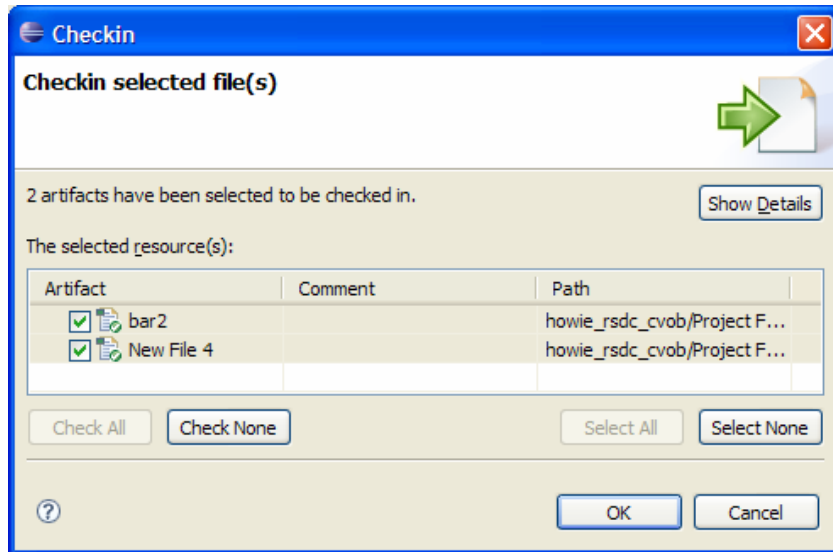 Checkin
Checkin selected file(s)
2 artifacts have been selected to be checked in.
Show Details
The selected resource(s):
Artifact Comment Path
bar2 howie_rsdc_cvob/Project F...
New File 4 howie_rsdc_cvob/Project F...
Check All Check None Select All Select None
? OK Cancel